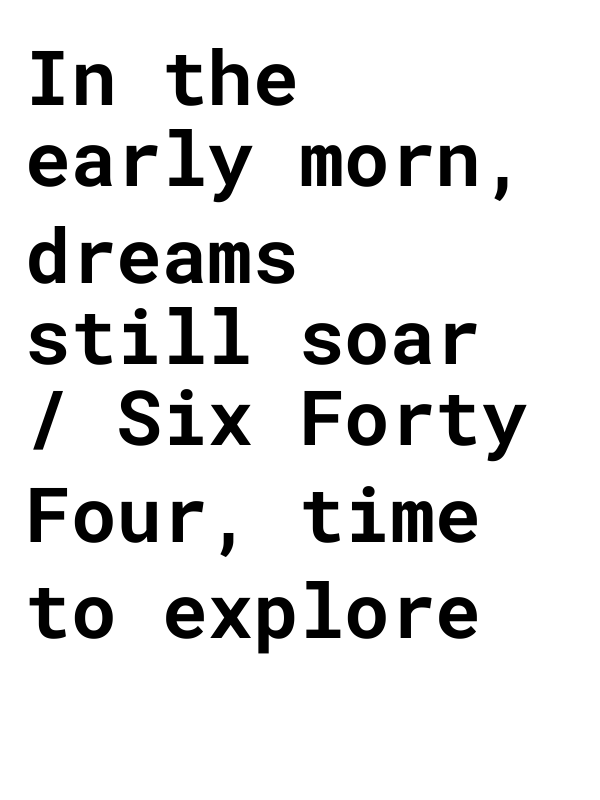 In the
early morn,
dreams
still soar
/ Six Forty
Four, time
to explore